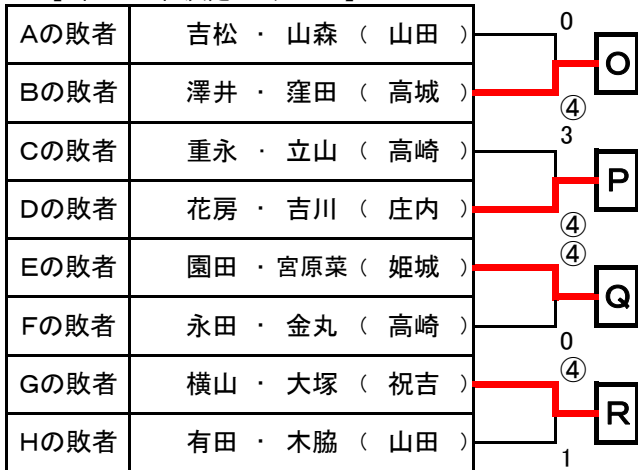 Aの敗者 吉松 ・ 山森 （ 山田 ） 0
O
Bの敗者 澤井 ・ 窪田 （ 高城 ） ④
Cの敗者 重永 ・ 立山 （ 高崎 ） 3
P
Dの敗者 花房 ・ 吉川 （ 庄内 ） ④
Eの敗者 園田 ・ 宮原菜 （ 姫城 ） ④
Q
Fの敗者 永田 ・ 金丸 （ 高崎 ） 0
Gの敗者 横山 ・ 大塚 （ 祝吉 ） ④
R
Hの敗者 有田 ・ 木脇 （ 山田 ） 1